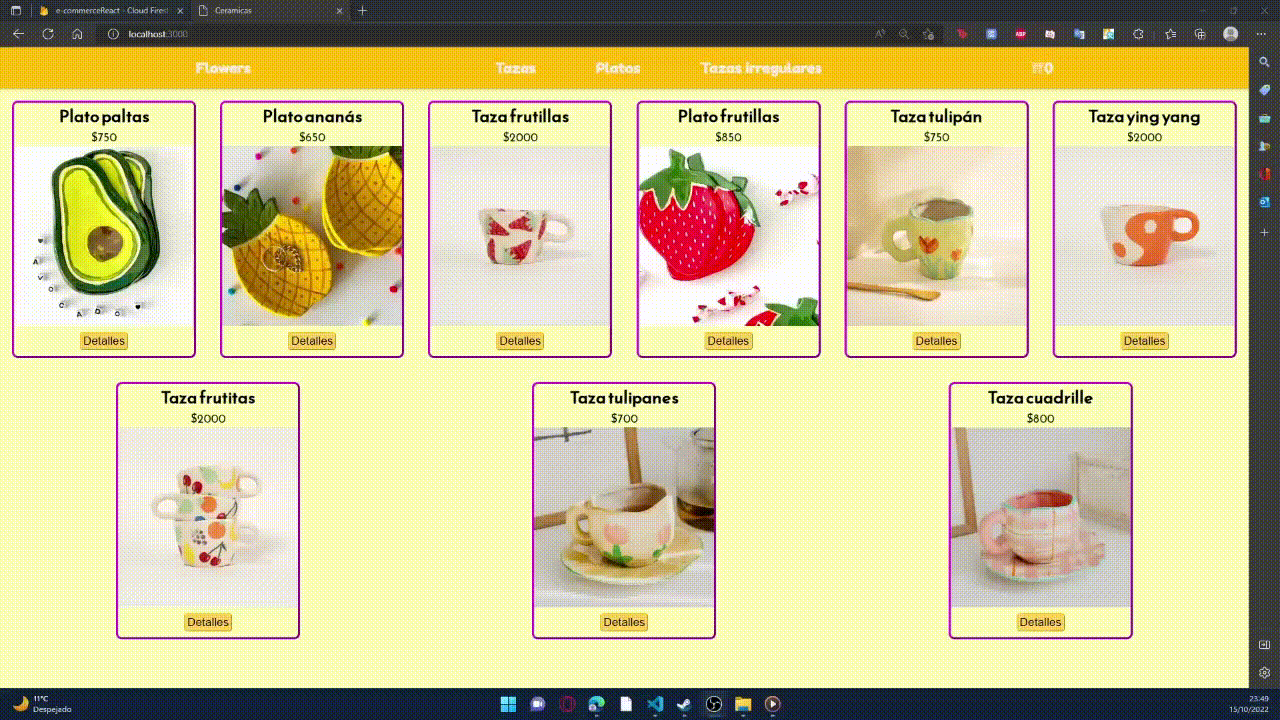 e-commerceReact - Cloud Fires
Ceramicas
localhost:3000
Flowers
Tazas
Platos
Tazas irregulares
0
Plato paltas
$750
Detalles
Plato ananás
$650
Detalles
Taza frutillas
$2000
Detalles
Plato frutillas
$850
Detalles
Taza tulipán
$750
Detalles
Taza ying yang
$2000
Detalles
Taza frutitas
$2000
Detalles
Taza tulipanes
$700
Detalles
Taza cuadrille
$800
Detalles
11°C
Despejado
23:49
15/10/2022